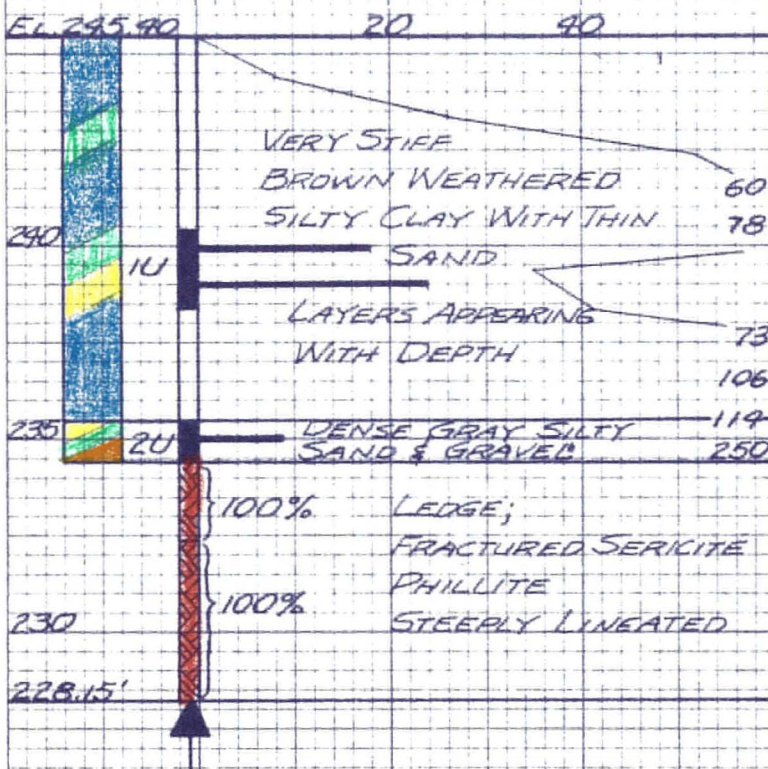 EL. 245.40 20 40
VERY STIFF
BROWN WEATHERED
60
SILTY CLAY WITH THIN
78
240
SAND
1U
LAYERS APPEARING
73
WITH DEPTH
106
114
235
DENSE GRAY SILTY
2U
SAND & GRAVEL
250
100%
LEDGE;
FRACTURED SERICITE
PHILLITE
100%
230
STEEPLY LINEATED
228.15'